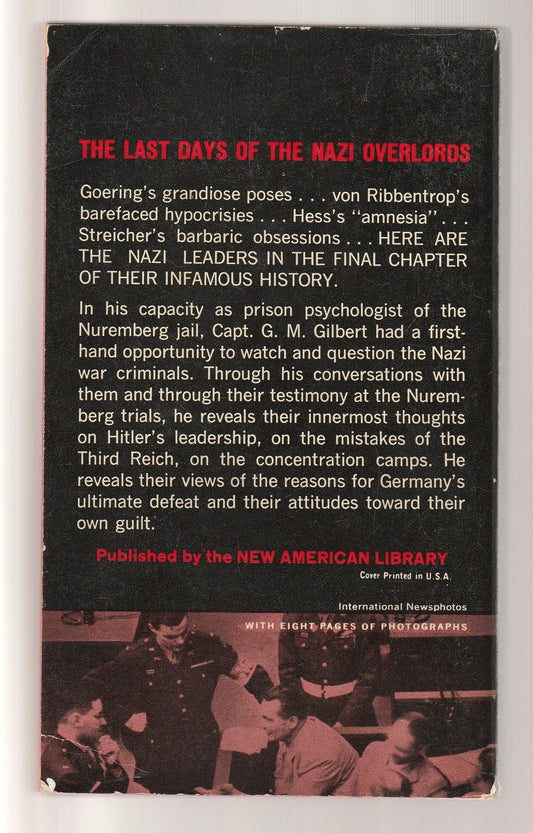 THE LAST DAYS OF THE NAZI OVERLORDS
Goering's grandiose poses . . . von Ribbentrop's
barefaced hypocrisies . . . Hess's "amnesia" . . .
Streicher's barbaric obsessions . . . HERE ARE
THE NAZI LEADERS IN THE FINAL CHAPTER
OF THEIR INFAMOUS HISTORY.
In his capacity as prison psychologist of the
Nuremberg jail, Capt. G. M. Gilbert had a first-
hand opportunity to watch and question the Nazi
war criminals. Through his conversations with
them and through their testimony at the Nurem-
berg trials, he reveals their innermost thoughts
on Hitler's leadership, on the mistakes of the
Third Reich, on the concentration camps. He
reveals their views of the reasons for Germany's
ultimate defeat and their attitudes toward their
own guilt.
Published by the NEW AMERICAN LIBRARY
Cover Printed in U.S.A.
International Newsphotos
WITH EIGHT PAGES OF PHOTOGRAPHS